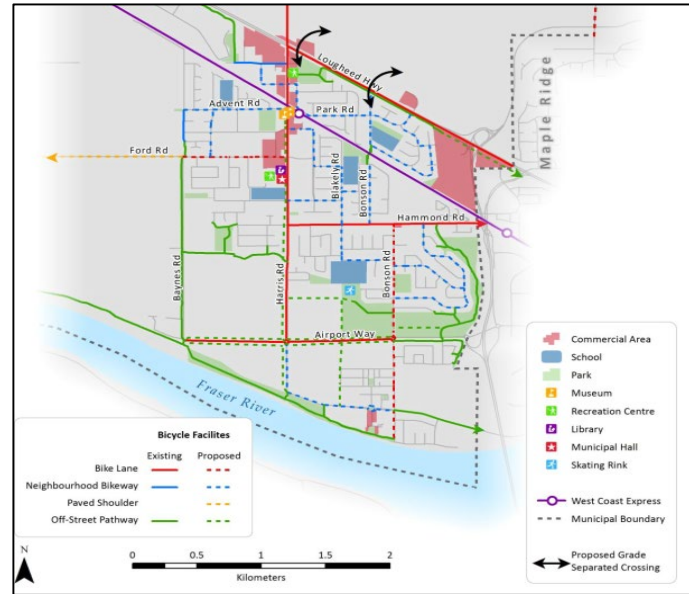 Lougheed Hwy
Maple Ridge
Advent Rd
Park Rd
Ford Rd
Blakely Rd
Bonson Rd
Hammond Rd
Baynes Rd
Harris Rd
Bonson Rd
Airport Way
Fraser River
Bicycle Facilites
Existing Proposed
Bike Lane
Neighbourhood Bikeway
Paved Shoulder
Off-Street Pathway
N
0 0.5 1 1.5 2
Kilometers
Commercial Area
School
Park
Museum
Recreation Centre
Library
Municipal Hall
Skating Rink
West Coast Express
Municipal Boundary
Proposed Grade
Separated Crossing